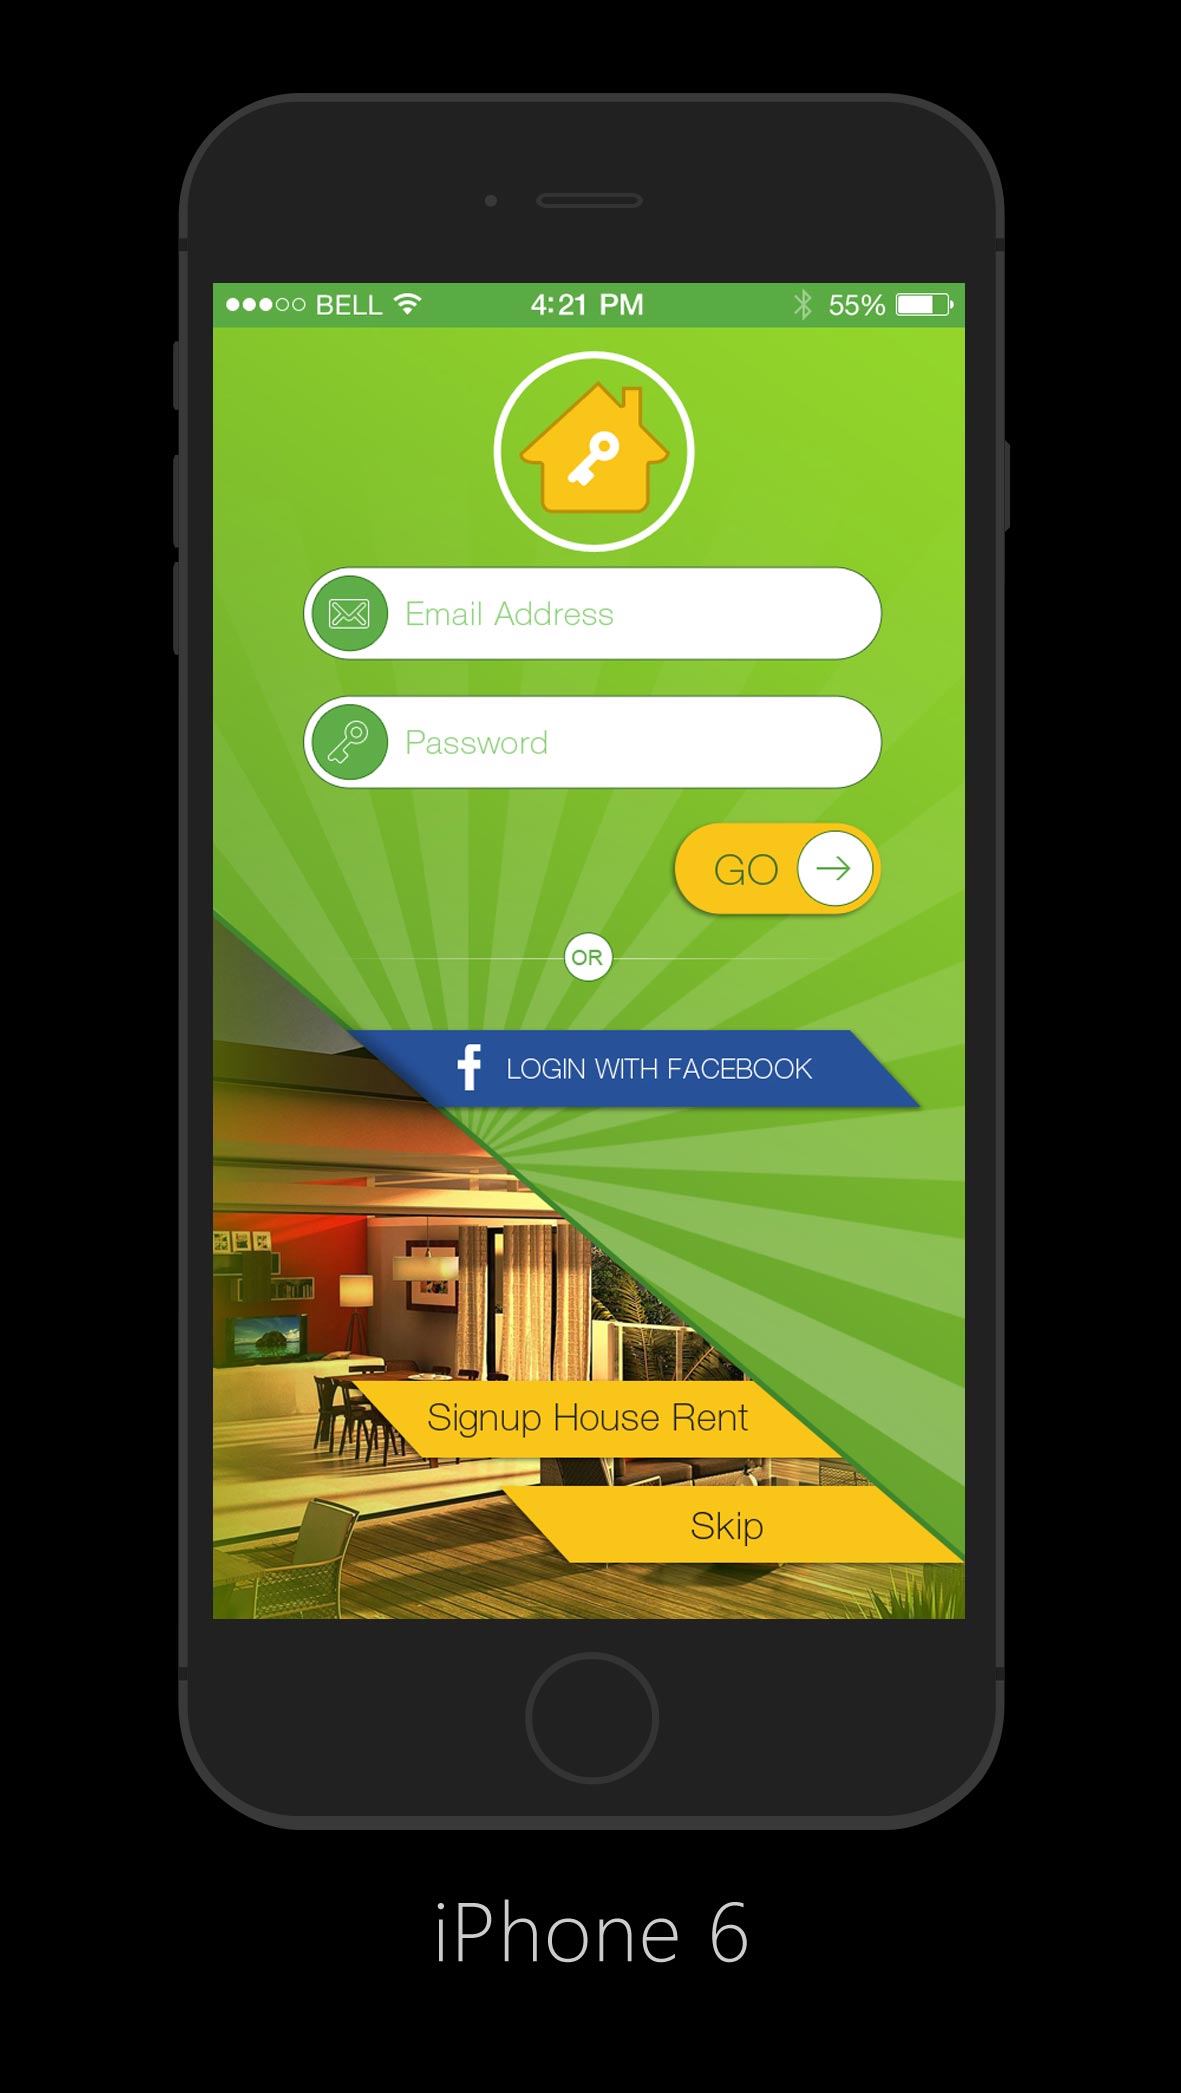 BELL 4:21 PM 55%
Email Address
Password
GO
OR
f LOGIN WITH FACEBOOK
Signup House Rent
Skip
iPhone 6